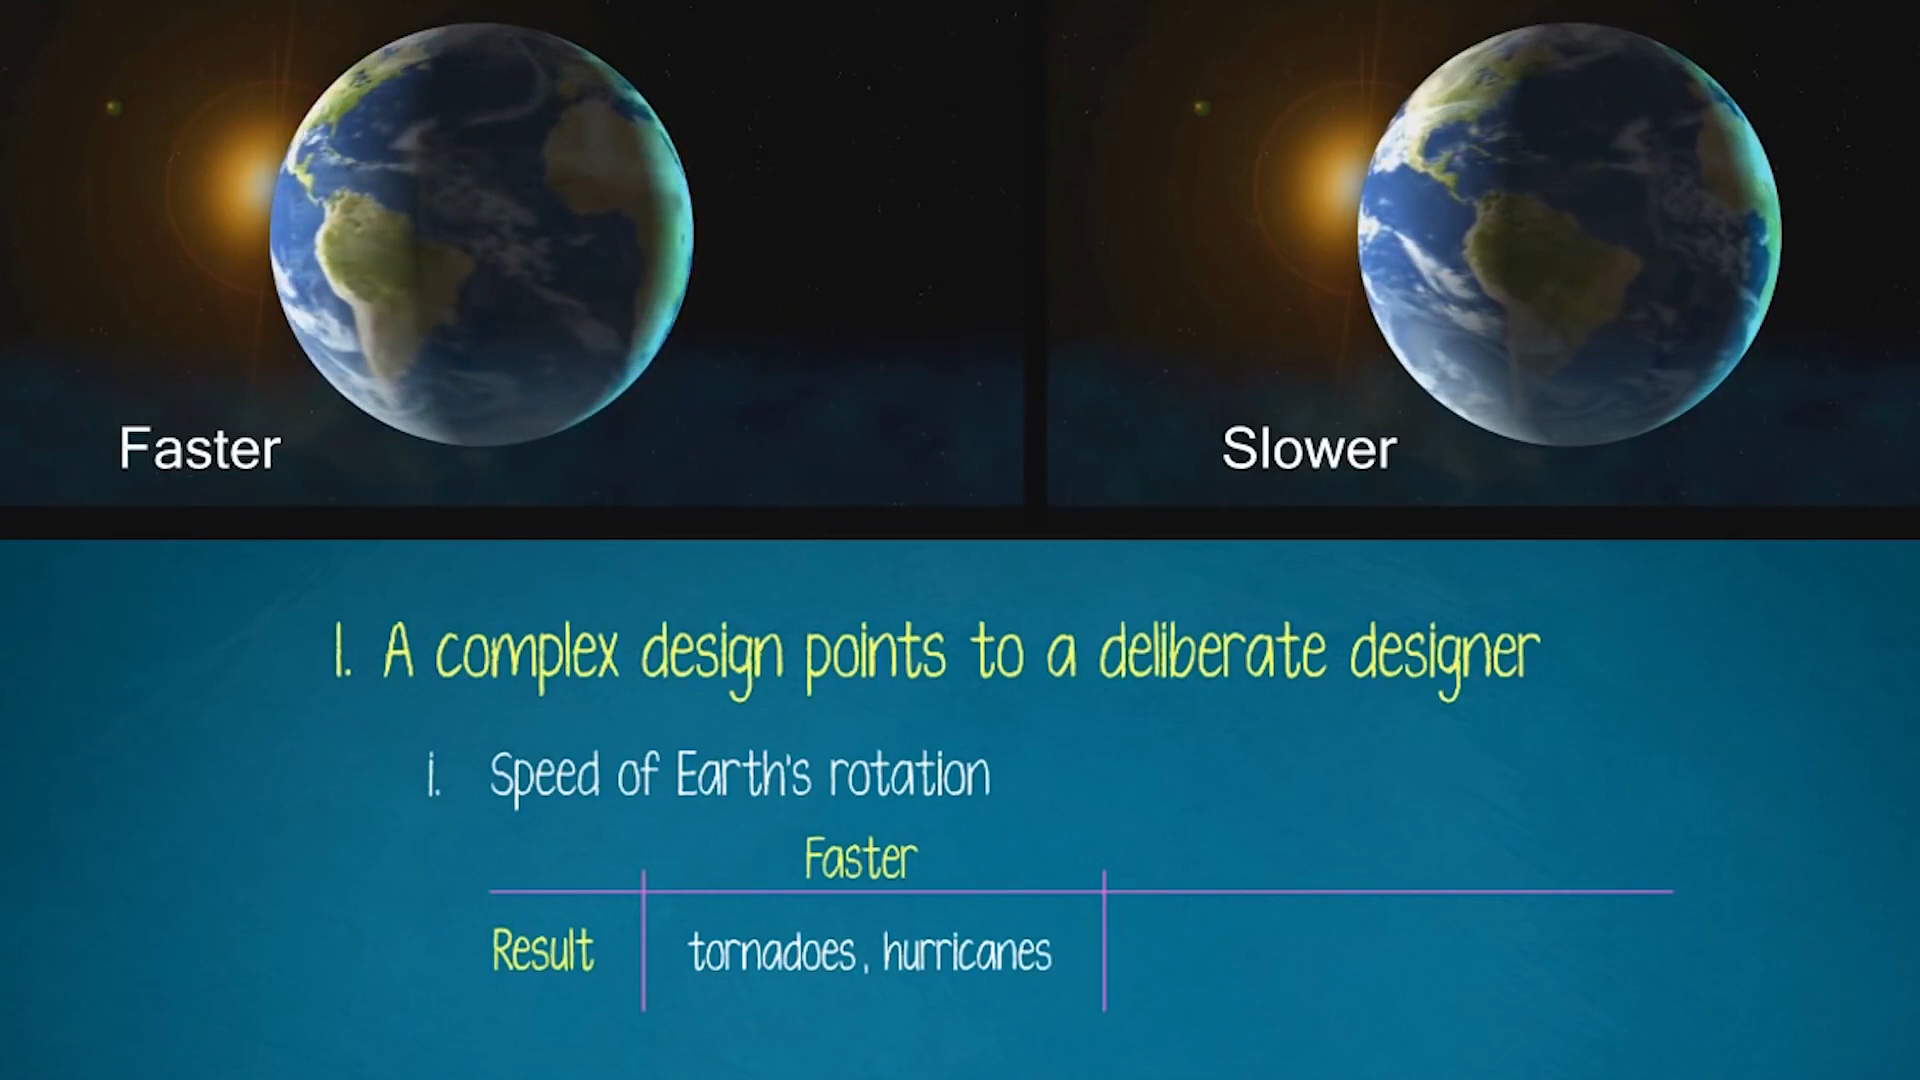 Faster
Slower
1. A complex design points to a deliberate designer
i. Speed of Earth's rotation
Faster
Result tornadoes, hurricanes